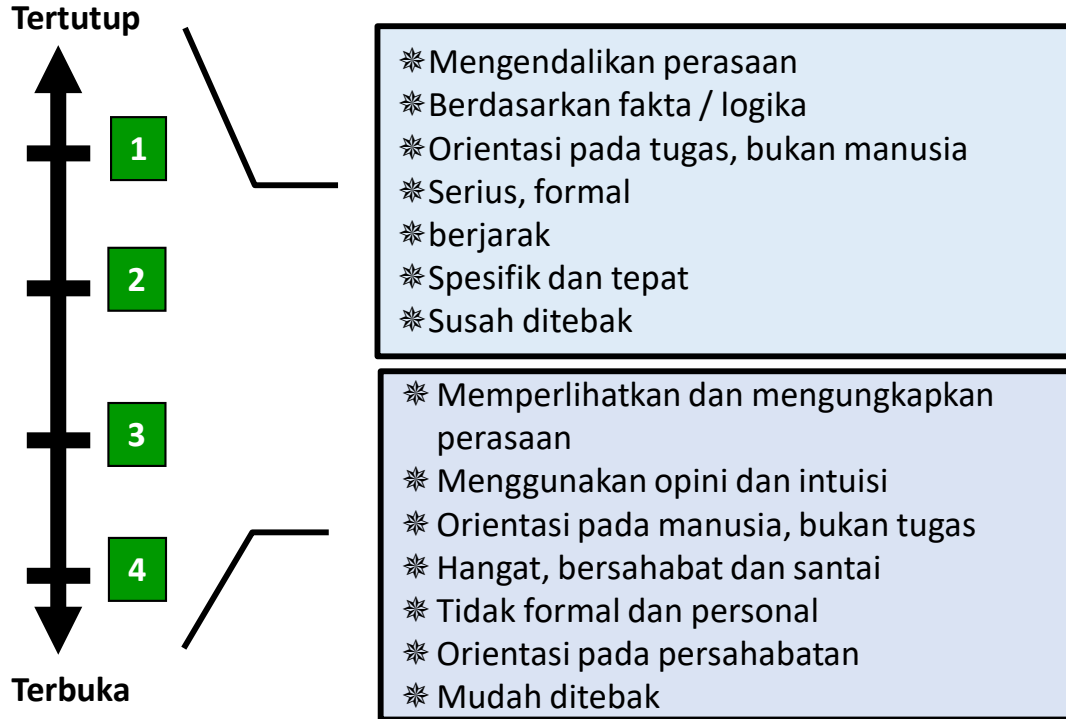 Tertutup
1
2
3
4
Terbuka
✵Mengendalikan perasaan
✵Berdasarkan fakta / logika
✵Orientasi pada tugas, bukan manusia
✵Serius, formal
✵berjarak
✵Spesifik dan tepat
✵Susah ditebak
✵ Memperlihatkan dan mengungkapkan
perasaan
✵ Menggunakan opini dan intuisi
✵ Orientasi pada manusia, bukan tugas
✵ Hangat, bersahabat dan santai
✵ Tidak formal dan personal
✵ Orientasi pada persahabatan
✵ Mudah ditebak